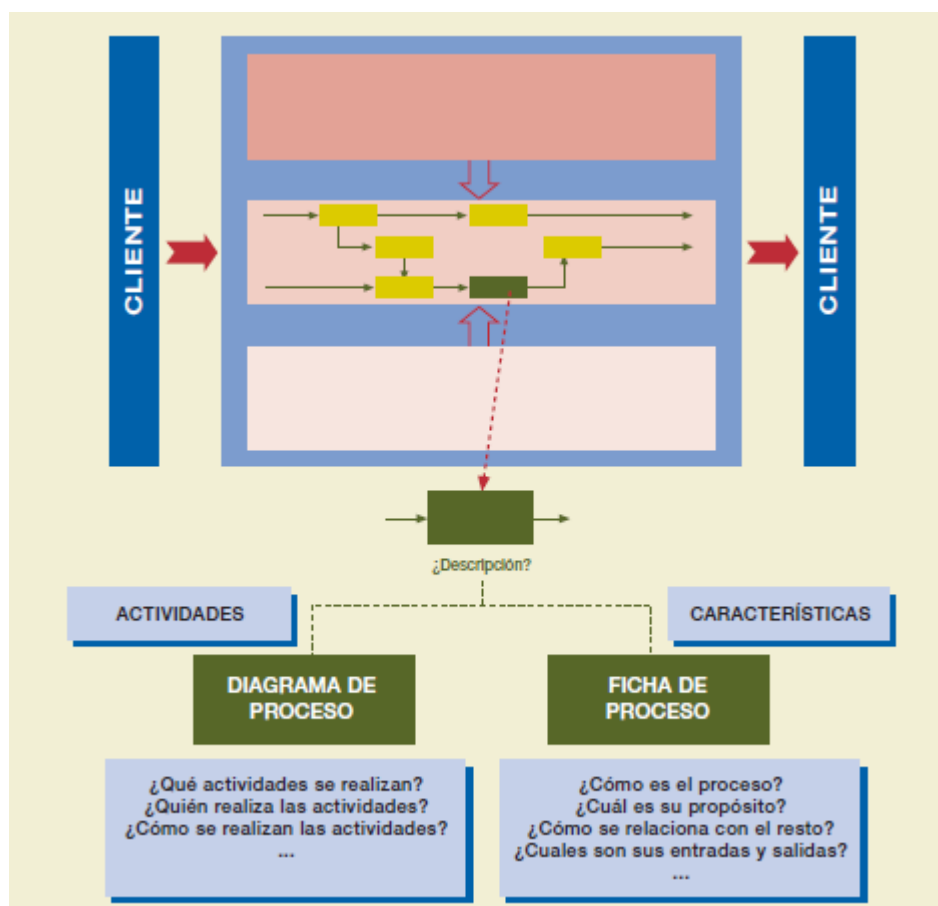 CLIENTE
CLIENTE
¿Descripción?
ACTIVIDADES
CARACTERÍSTICAS
DIAGRAMA DE
PROCESO
FICHA DE
PROCESO
¿Qué actividades se realizan?
¿Quién realiza las actividades?
¿Cómo se realizan las actividades?
...
¿Cómo es el proceso?
¿Cuál es su propósito?
¿Cómo se relaciona con el resto?
¿Cuales son sus entradas y salidas?
...